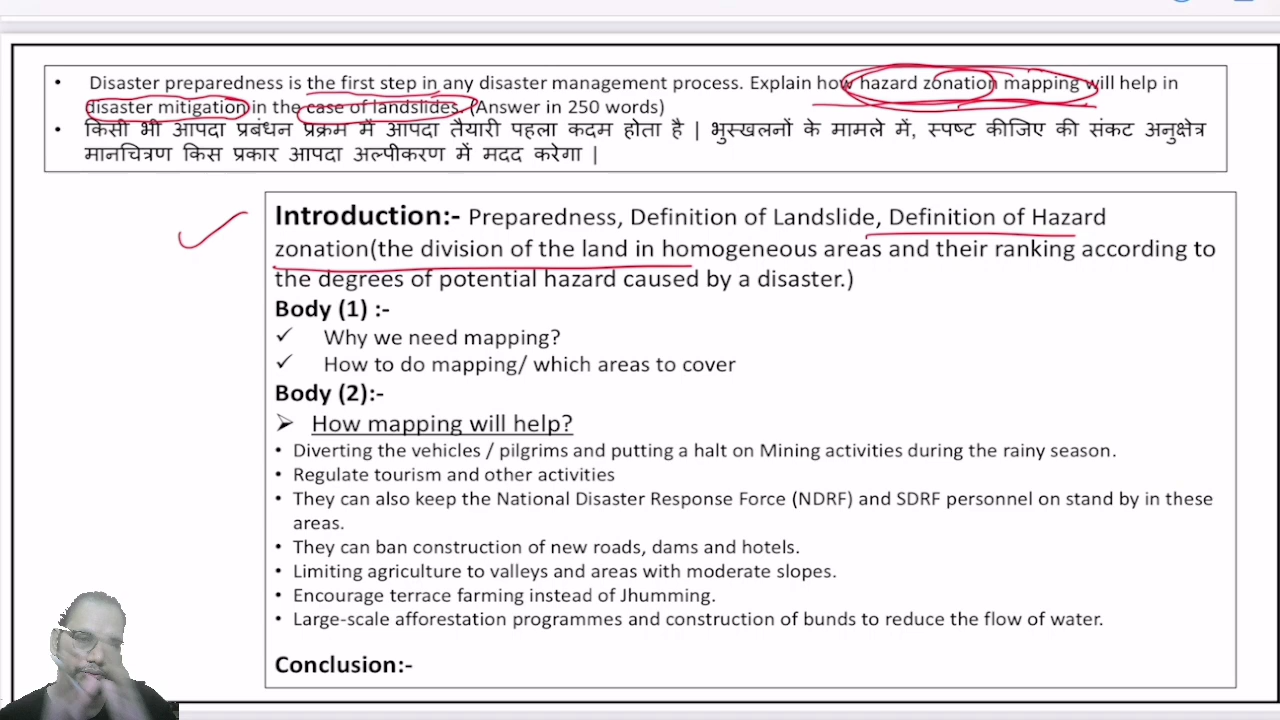 • Disaster preparedness is the first step in any disaster management process. Explain how hazard zonation mapping will help in
disaster mitigation in the case of landslides. (Answer in 250 words)
• किसी भी आपदा प्रबंधन प्रक्रम में आपदा तैयारी पहला कदम होता है | भुस्खलनों के मामले में, स्पष्ट कीजिए की संकट अनुक्षेत्र
मानचित्रण किस प्रकार आपदा अल्पीकरण में मदद करेगा |
Introduction:- Preparedness, Definition of Landslide, Definition of Hazard
zonation(the division of the land in homogeneous areas and their ranking according to
the degrees of potential hazard caused by a disaster.)
Body (1) :-
✓ Why we need mapping?
✓ How to do mapping/ which areas to cover
Body (2):-
➢ How mapping will help?
• Diverting the vehicles / pilgrims and putting a halt on Mining activities during the rainy season.
• Regulate tourism and other activities
• They can also keep the National Disaster Response Force (NDRF) and SDRF personnel on stand by in these
areas.
• They can ban construction of new roads, dams and hotels.
• Limiting agriculture to valleys and areas with moderate slopes.
• Encourage terrace farming instead of Jhumming.
• Large-scale afforestation programmes and construction of bunds to reduce the flow of water.
Conclusion:-